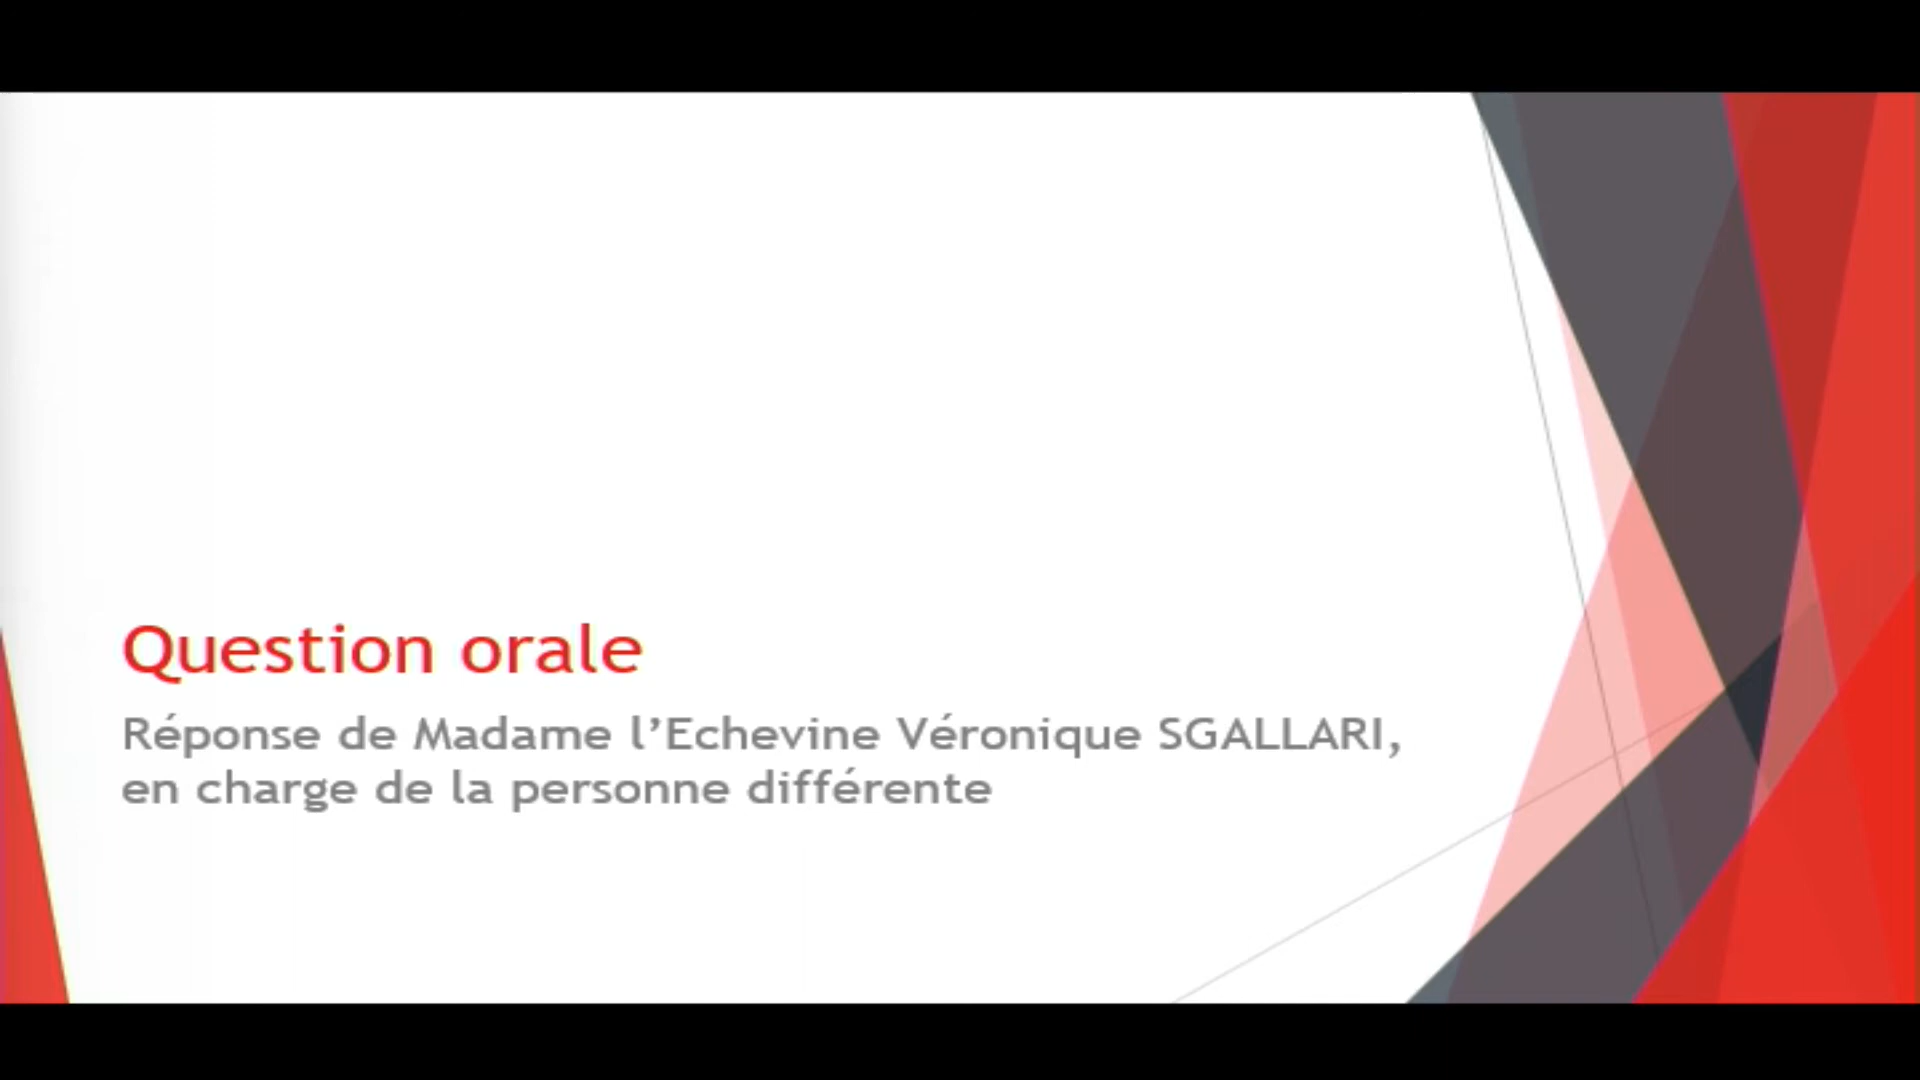 Question orale
Réponse de Madame l’Echevine Véronique SGALLARI,
en charge de la personne différente